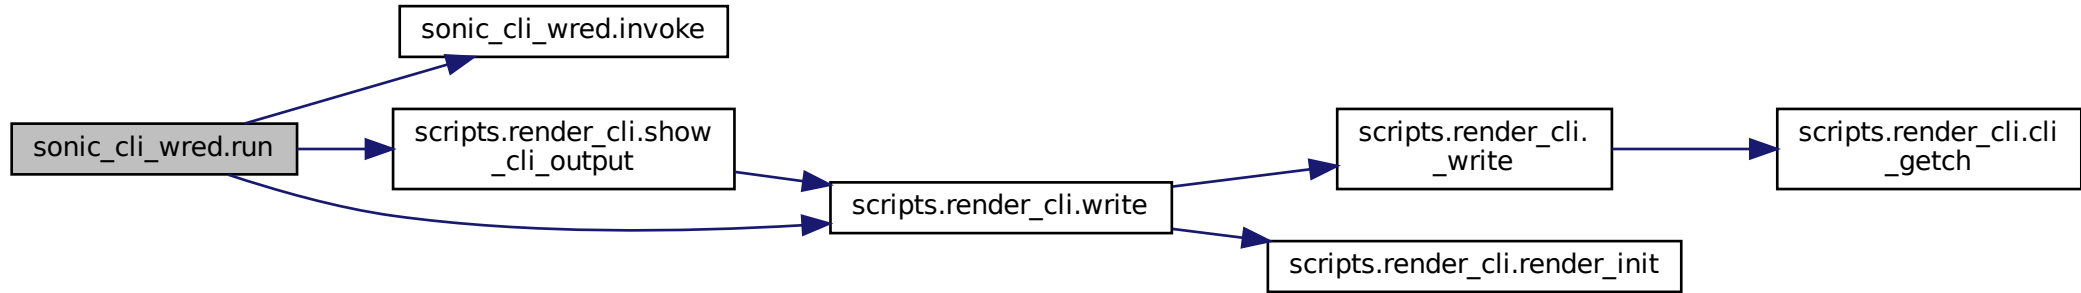 sonic_cli_wred.invoke
sonic_cli_wred.run
scripts.render_cli.show
_cli_output
scripts.render_cli.write
scripts.render_cli.
_write
scripts.render_cli.render_init
scripts.render_cli.cli
_getch